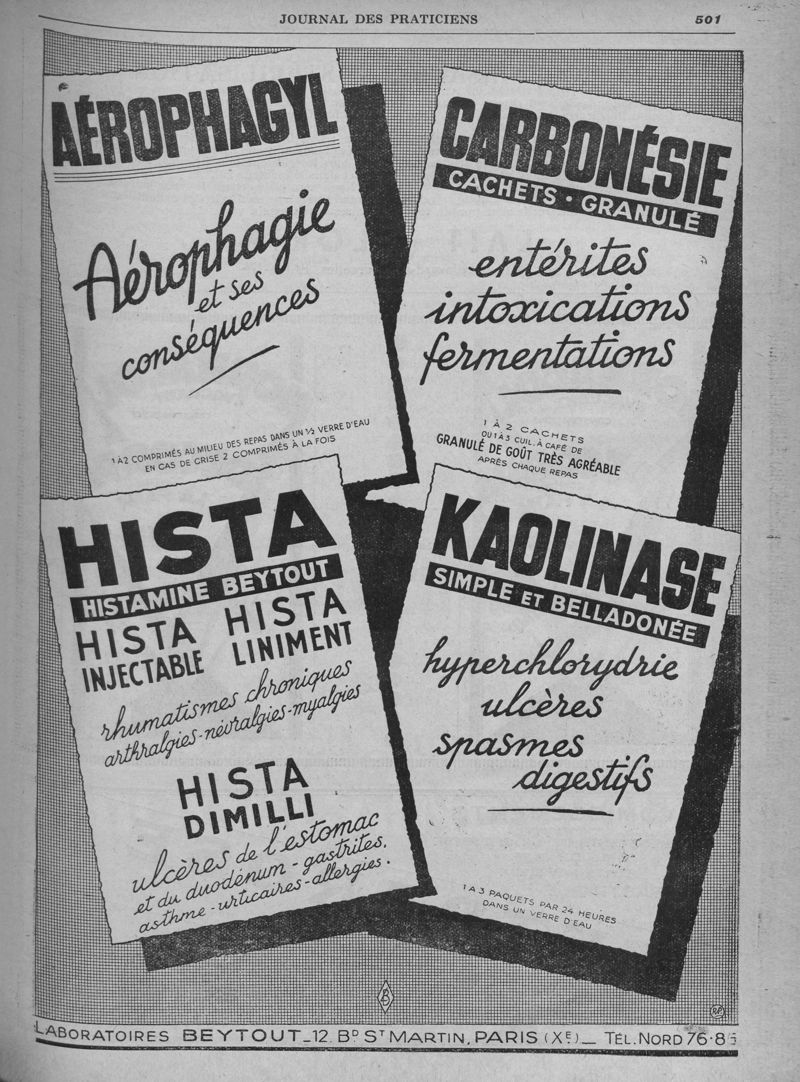 JOURNAL DES PRATICIENS
501
AÉROPHAGYL
Aérophagie
et ses
conséquences
1 À 2 COMPRIMÉS AU MILIEU DES REPAS DANS UN ½ VERRE D'EAU
EN CAS DE CRISE 2 COMPRIMÉS À LA FOIS
CARBONÉSIE
CACHETS · GRANULÉ
entérites
intoxications
fermentations
1 À 2 CACHETS
OU 1 À 3 CUIL. À CAFÉ DE
GRANULÉ DE GOÛT TRÈS AGRÉABLE
APRÈS CHAQUE REPAS
HISTA
HISTAMINE BEYTOUT
HISTA
INJECTABLE
HISTA
LINIMENT
rhumatismes chroniques
arthralgies-névralgies-myalgies
HISTA
DIMILLI
ulcères de l'estomac
et du duodénum - gastrites.
asthme - urticaires - allergies.
KAOLINASE
SIMPLE ET BELLADONÉE
hyperchlorydrie
ulcères
spasmes
digestifs
1 A 3 PAQUETS PAR 24 HEURES
DANS UN VERRE D'EAU
B
LABORATOIRES BEYTOUT_12. BD ST MARTIN, PARIS (XE)_ TÉL. NORD 76·85